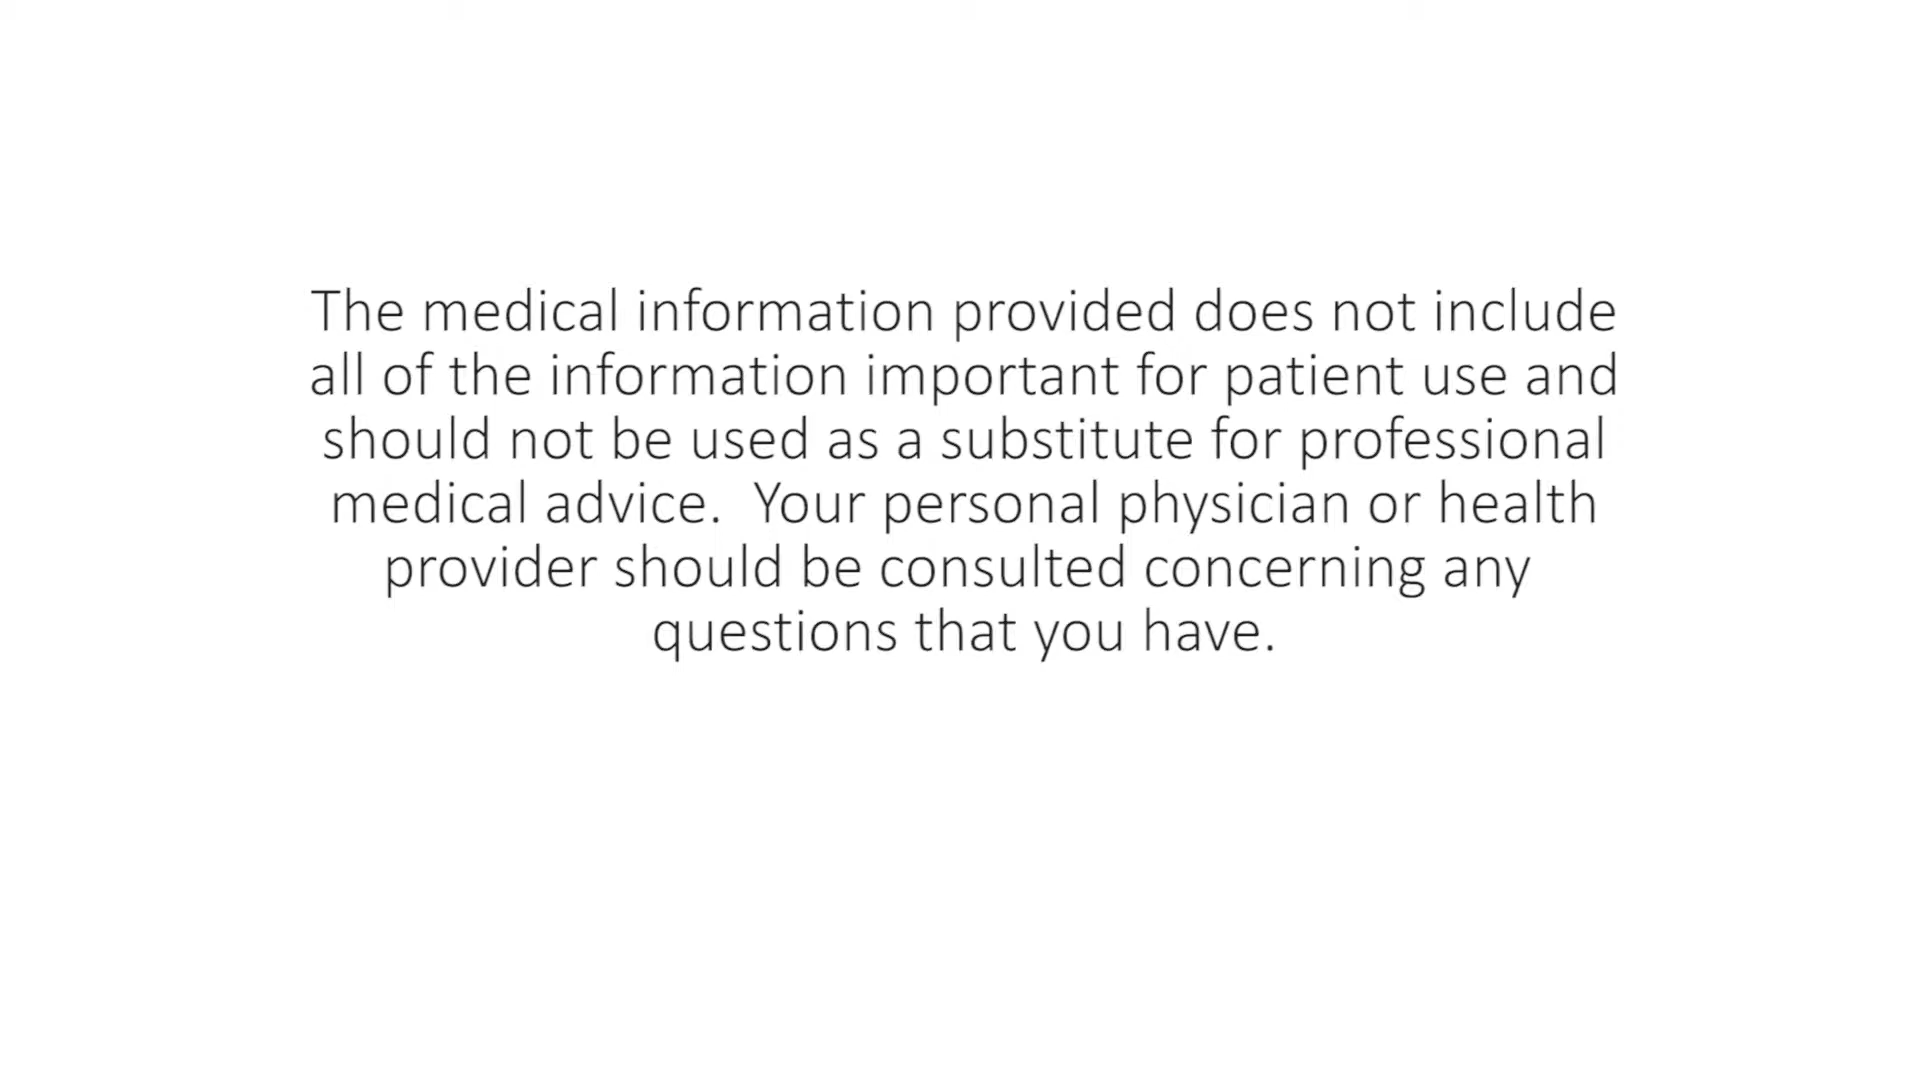 The medical information provided does not include
all of the information important for patient use and
should not be used as a substitute for professional
medical advice.  Your personal physician or health
provider should be consulted concerning any
questions that you have.